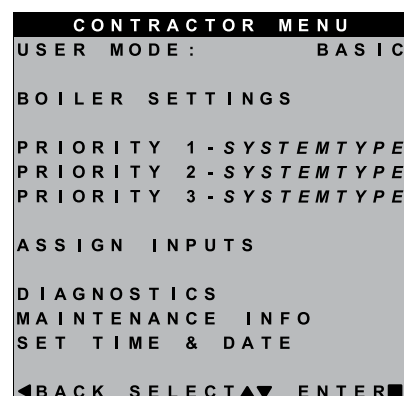 CONTRACTOR MENU
USER MODE: BASIC
BOILER SETTINGS
PRIORITY 1-SYSTEMTYPE
PRIORITY 2-SYSTEMTYPE
PRIORITY 3-SYSTEMTYPE
ASSIGN INPUTS
DIAGNOSTICS
MAINTENANCE INFO
SET TIME & DATE
◀BACK SELECT▲▼ ENTER■